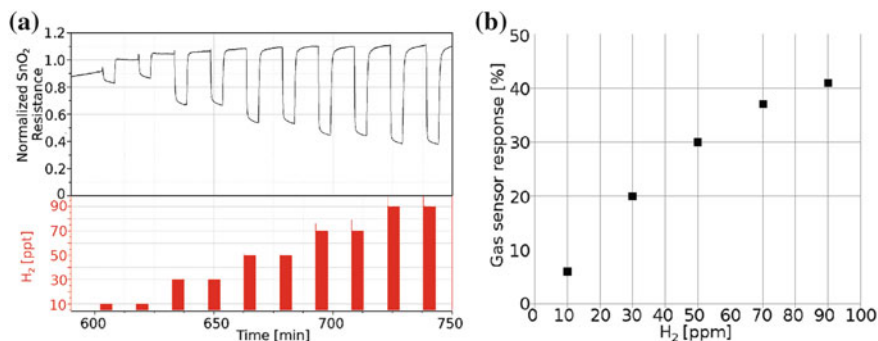 (a)
1.2
1.0
0.8
0.6
0.4
0.2
0
Normalized SnO2
Resistance
90
70
50
30
10
H2 [ppt]
600
650
700
750
Time [min]
(b)
50
40
30
20
10
0
Gas sensor response [%]
0 10 20 30 40 50 60 70 80 90 100
H2 [ppm]